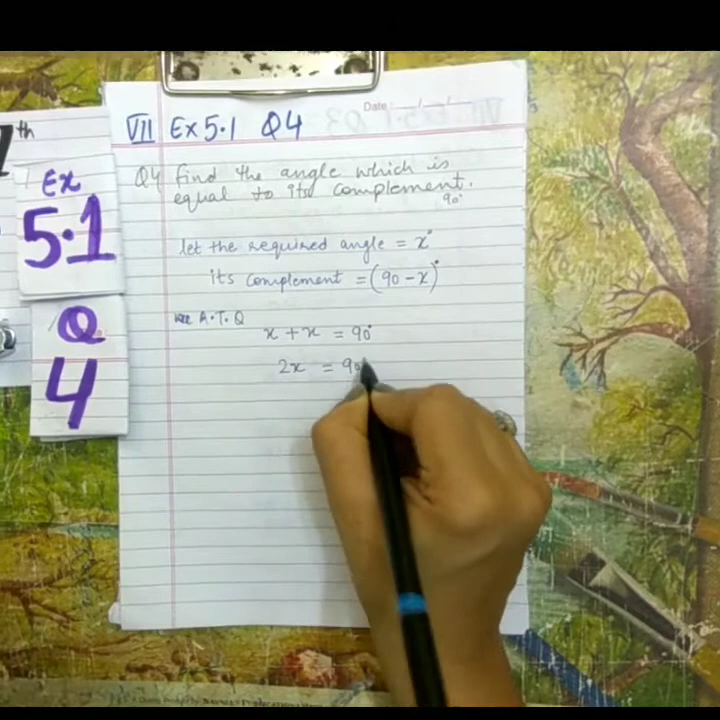 th
Ex
5.1
Q
4
Date
VII Ex 5.1 Q4
Q4 find the angle which is
equal to its complement.
90°
let the required angle = x°
its complement = (90 - x)°
A.T.Q
x + x = 90°
2x = 90